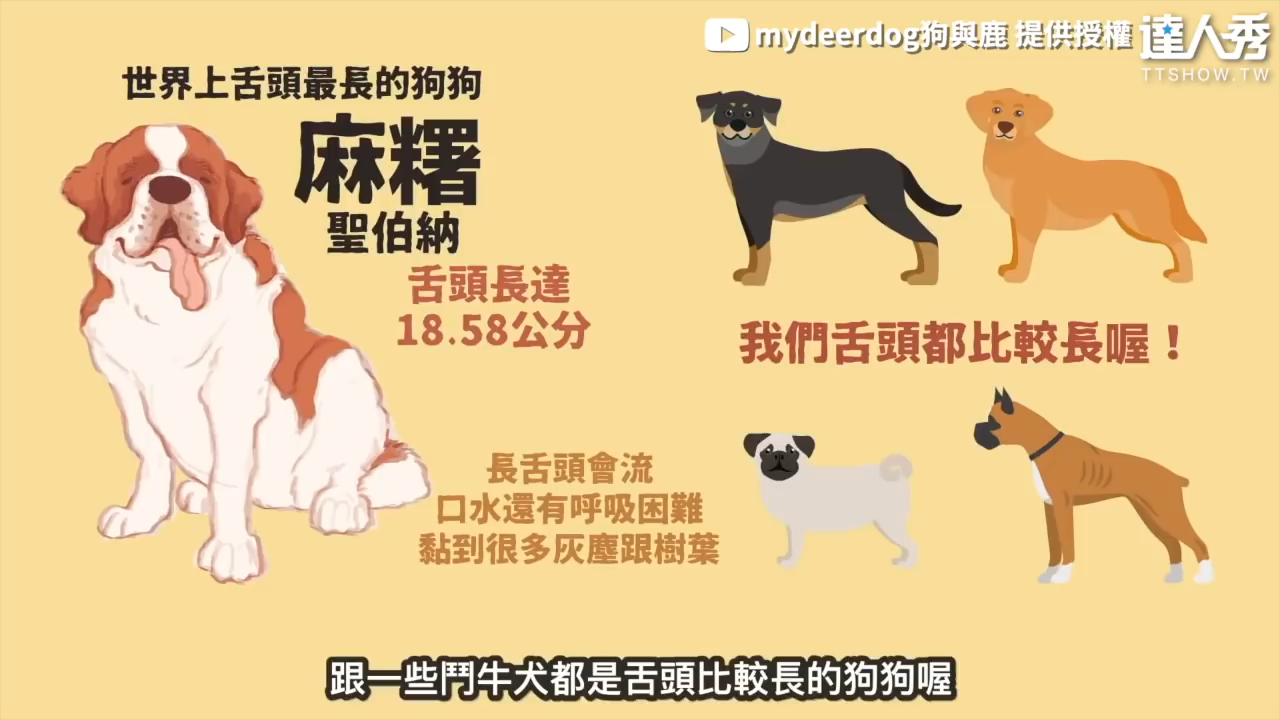 mydeerdog狗與鹿 提供授權
達人秀
TTSHOW.TW
世界上舌頭最長的狗狗
麻糬
聖伯納
舌頭長達
18.58公分
我們舌頭都比較長喔！
長舌頭會流
口水還有呼吸困難
黏到很多灰塵跟樹葉
跟一些鬥牛犬都是舌頭比較長的狗狗喔